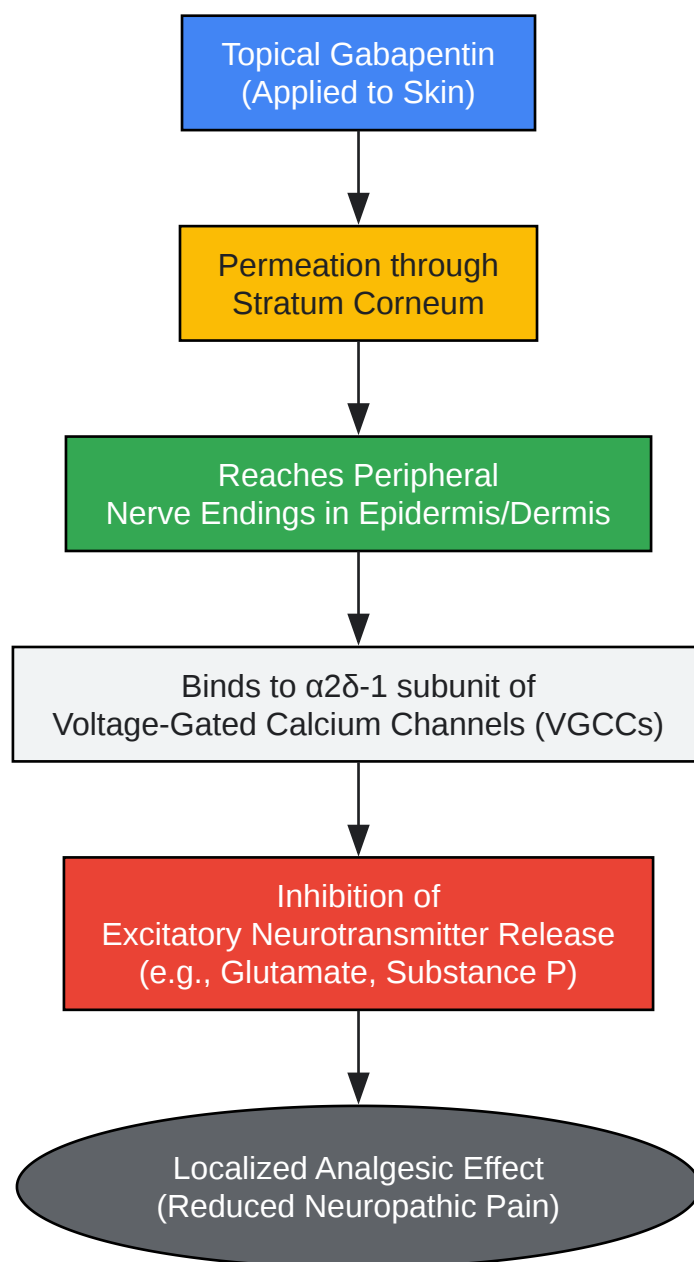 Topical Gabapentin
(Applied to Skin)
Permeation through
Stratum Corneum
Reaches Peripheral
Nerve Endings in Epidermis/Dermis
Binds to α2δ-1 subunit of
Voltage-Gated Calcium Channels (VGCCs)
Inhibition of
Excitatory Neurotransmitter Release
(e.g., Glutamate, Substance P)
Localized Analgesic Effect
(Reduced Neuropathic Pain)